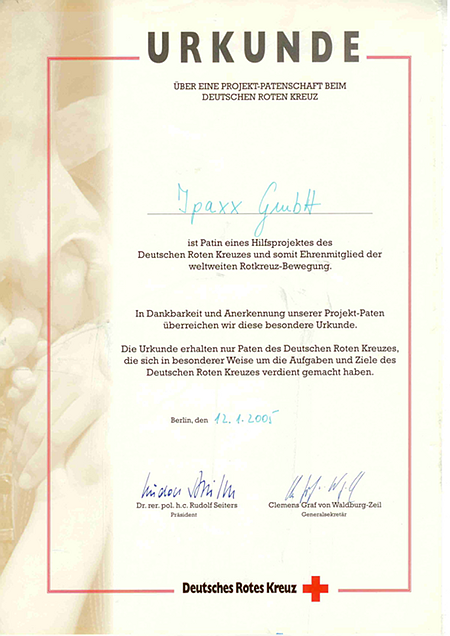 URKUNDE
ÜBER EINE PROJEKT-PATENSCHAFT BEIM
DEUTSCHEN ROTEN KREUZ
Ipaxx GmbH
ist Patin eines Hilfsprojektes des
Deutschen Roten Kreuzes und somit Ehrenmitglied der
weltweiten Rotkreuz-Bewegung.
In Dankbarkeit und Anerkennung unserer Projekt-Paten
überreichen wir diese besondere Urkunde.
Die Urkunde erhalten nur Paten des Deutschen Roten Kreuzes,
die sich in besonderer Weise um die Aufgaben und Ziele des
Deutschen Roten Kreuzes verdient gemacht haben.
Berlin, den 12.1.2005
Dr. rer. pol. h.c. Rudolf Seiters
Präsident
Clemens Graf von Waldburg-Zeil
Generalsekretär
Deutsches Rotes Kreuz